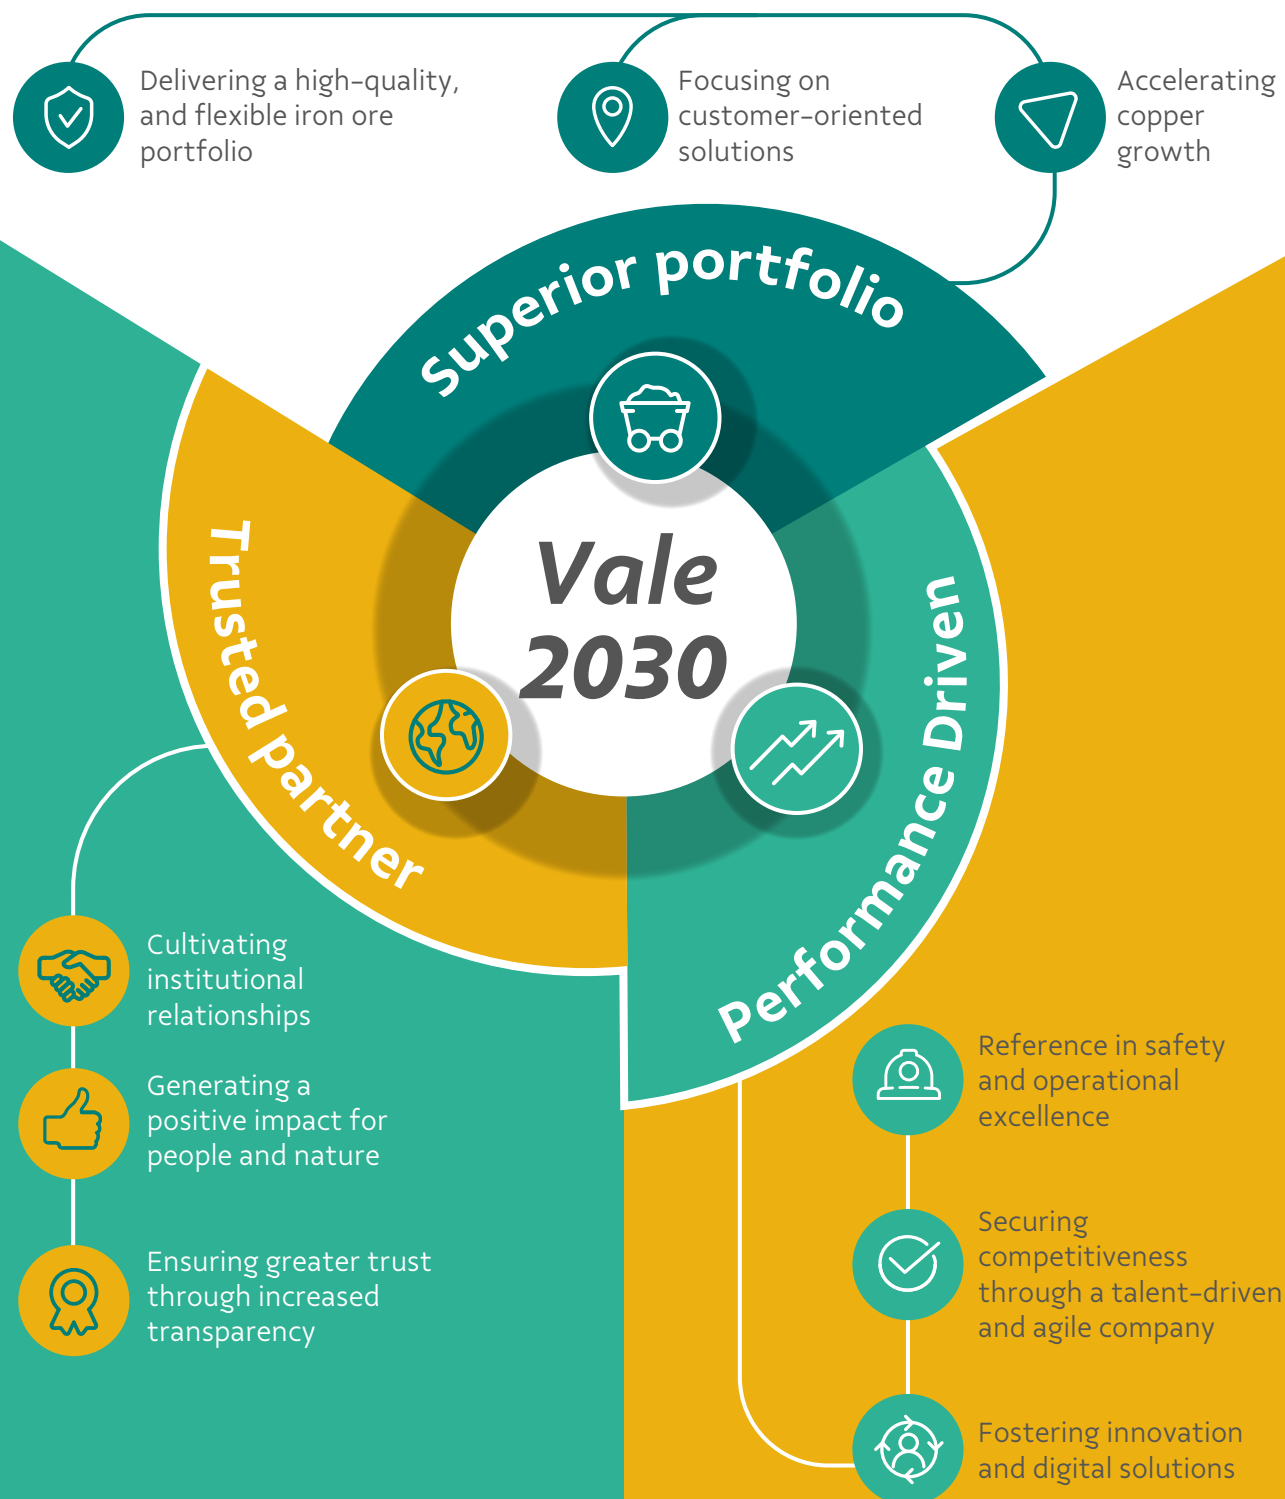 Delivering a high-quality,
and flexible iron ore
portfolio
Focusing on
customer-oriented
solutions
Accelerating
copper
growth
Superior portfolio
Vale
2030
Trusted partner
Performance Driven
Cultivating
institutional
relationships
Generating a
positive impact for
people and nature
Ensuring greater trust
through increased
transparency
Reference in safety
and operational
excellence
Securing
competitiveness
through a talent-driven
and agile company
Fostering innovation
and digital solutions